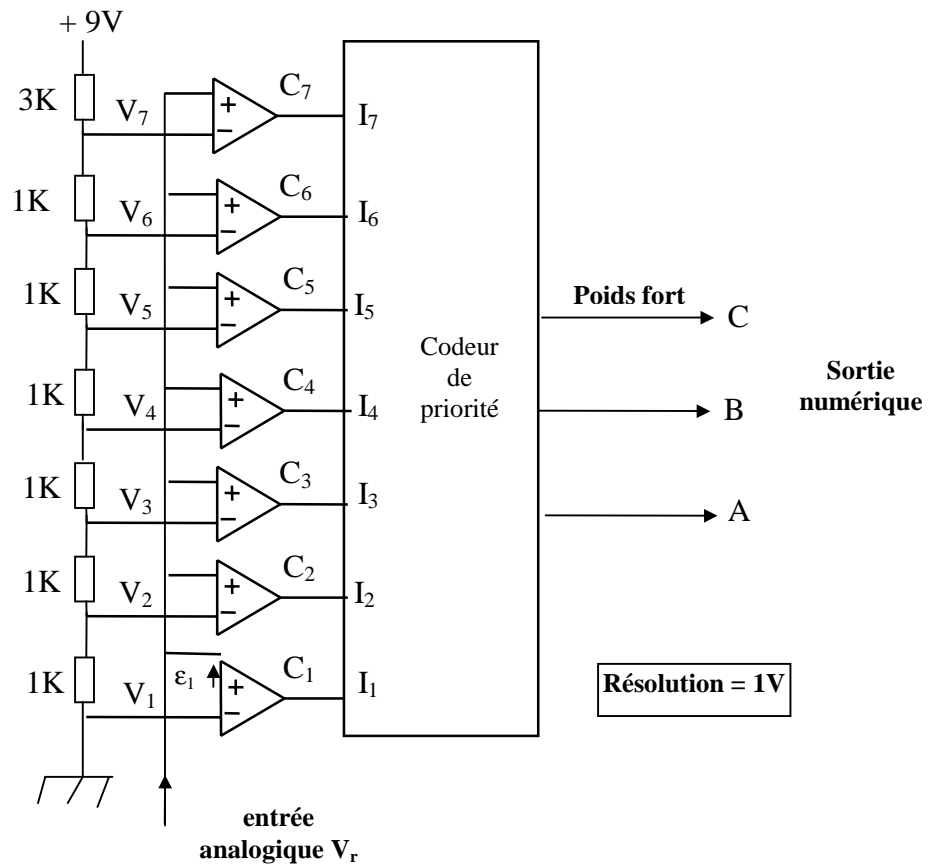 + 9V
3K
V7
+
−
C7
I7
1K
V6
+
−
C6
I6
1K
V5
+
−
C5
I5
Poids fort
C
Codeur
de
priorité
1K
V4
+
−
C4
I4
B
Sortie
numérique
1K
V3
+
−
C3
I3
A
1K
V2
+
−
C2
I2
1K
V1
ε1
+
−
C1
I1
Résolution = 1V
entrée
analogique Vr